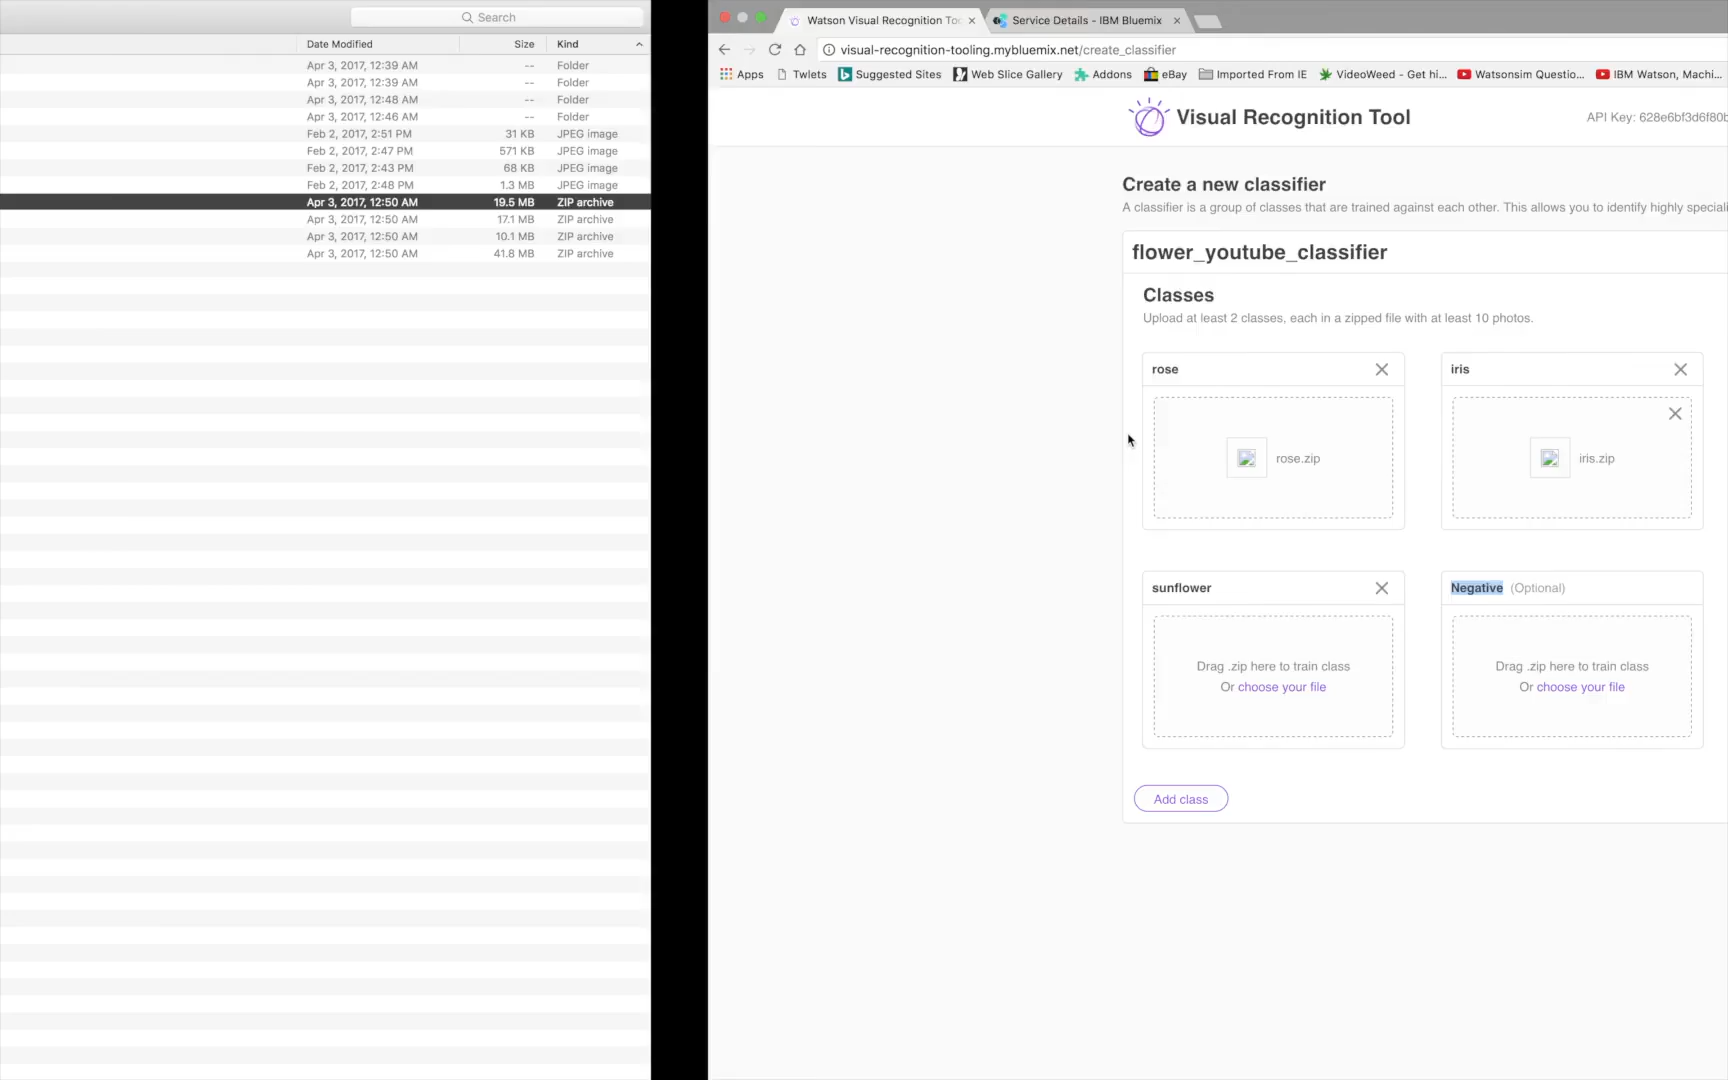 Search
Date Modified Size Kind
Apr 3, 2017, 12:39 AM -- Folder
Apr 3, 2017, 12:39 AM -- Folder
Apr 3, 2017, 12:48 AM -- Folder
Apr 3, 2017, 12:46 AM -- Folder
Feb 2, 2017, 2:51 PM 31 KB JPEG image
Feb 2, 2017, 2:47 PM 571 KB JPEG image
Feb 2, 2017, 2:43 PM 68 KB JPEG image
Feb 2, 2017, 2:48 PM 1.3 MB JPEG image
Apr 3, 2017, 12:50 AM 19.5 MB ZIP archive
Apr 3, 2017, 12:50 AM 17.1 MB ZIP archive
Apr 3, 2017, 12:50 AM 10.1 MB ZIP archive
Apr 3, 2017, 12:50 AM 41.8 MB ZIP archive
Watson Visual Recognition To Service Details - IBM Bluemix
visual-recognition-tooling.mybluemix.net/create_classifier
Apps Twlets Suggested Sites Web Slice Gallery Addons eBay Imported From IE VideoWeed - Get hi... Watsonsim Questio... IBM Watson, Machi...
Visual Recognition Tool
API Key: 628e6bf3d6f80b
Create a new classifier
A classifier is a group of classes that are trained against each other. This allows you to identify highly speciali
flower_youtube_classifier
Classes
Upload at least 2 classes, each in a zipped file with at least 10 photos.
rose iris
rose.zip iris.zip
sunflower Negative (Optional)
Drag .zip here to train class Drag .zip here to train class
Or choose your file Or choose your file
Add class